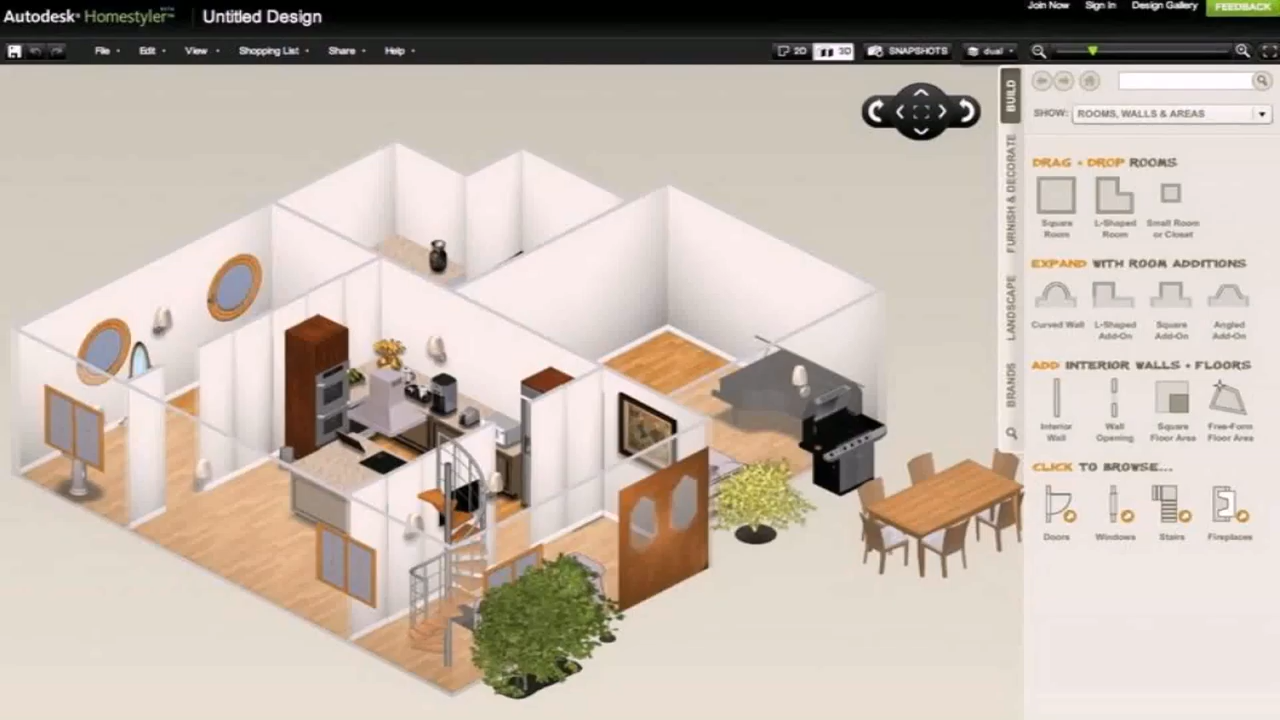 Autodesk® Homestyler™ BETA
Untitled Design
Join Now Sign In Design Gallery FEEDBACK
File Edit View Shopping List Share Help
2D 3D SNAPSHOTS dual
BUILD
FURNISH & DECORATE
LANDSCAPE
BRANDS
SHOW: ROOMS, WALLS & AREAS
DRAG + DROP ROOMS
Square Room
L-Shaped Room
Small Room or Closet
EXPAND WITH ROOM ADDITIONS
Curved Wall
L-Shaped Add-On
Square Add-On
Angled Add-On
ADD INTERIOR WALLS + FLOORS
Interior Wall
Wall Opening
Square Floor Area
Free-Form Floor Area
CLICK TO BROWSE...
Doors Windows Stairs Fireplaces